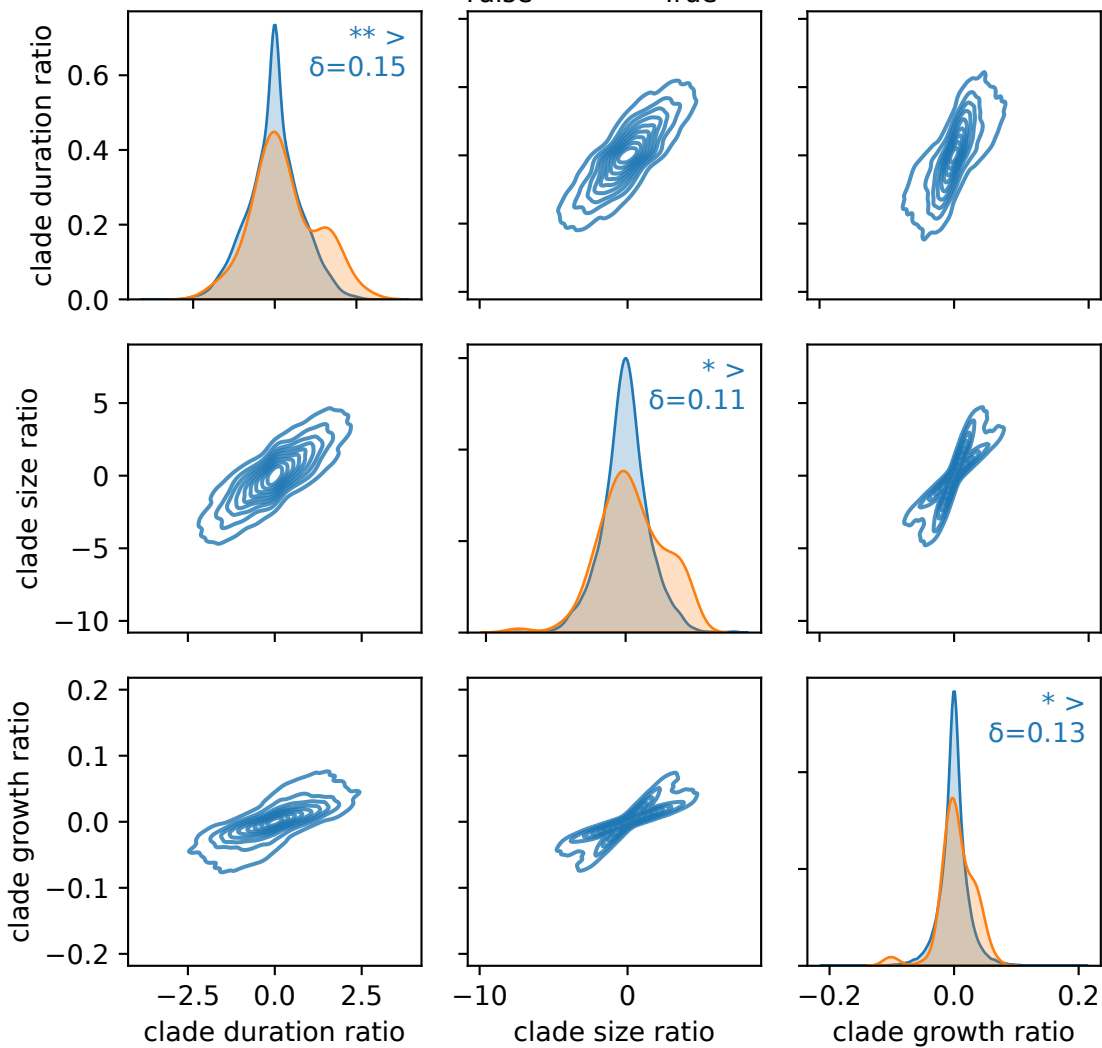 True
clade duration ratio
0.6
0.4
0.2
0.0
** >
δ=0.15
clade size ratio
5
0
−5
−10
* >
δ=0.11
clade growth ratio
0.2
0.1
0.0
−0.1
−0.2
* >
δ=0.13
−2.5 0.0 2.5
−10 0
−0.2 0.0 0.2
clade duration ratio
clade size ratio
clade growth ratio